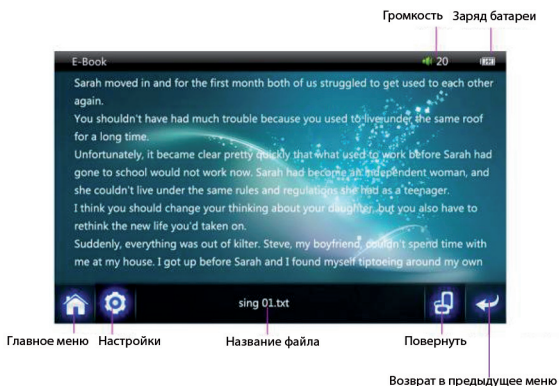 Громкость Заряд батареи
E-Book 20
Sarah moved in and for the first month both of us struggled to get used to each other
again.
You shouldn't have had much trouble because you used to live under the same roof
for a long time.
Unfortunately, it became clear pretty quickly that what used to work before Sarah had
gone to school would not work now. Sarah had become an independent woman, and
she couldn't live under the same rules and regulations she had as a teenager.
I think you should change your thinking about your daughter, but you also have to
rethink the new life you'd taken on.
Suddenly, everything was out of kilter. Steve, my boyfriend, couldn't spend time with
me at my house. I got up before Sarah and I found myself tiptoeing around my own
sing 01.txt
Главное меню Настройки Название файла Повернуть
Возврат в предыдущее меню